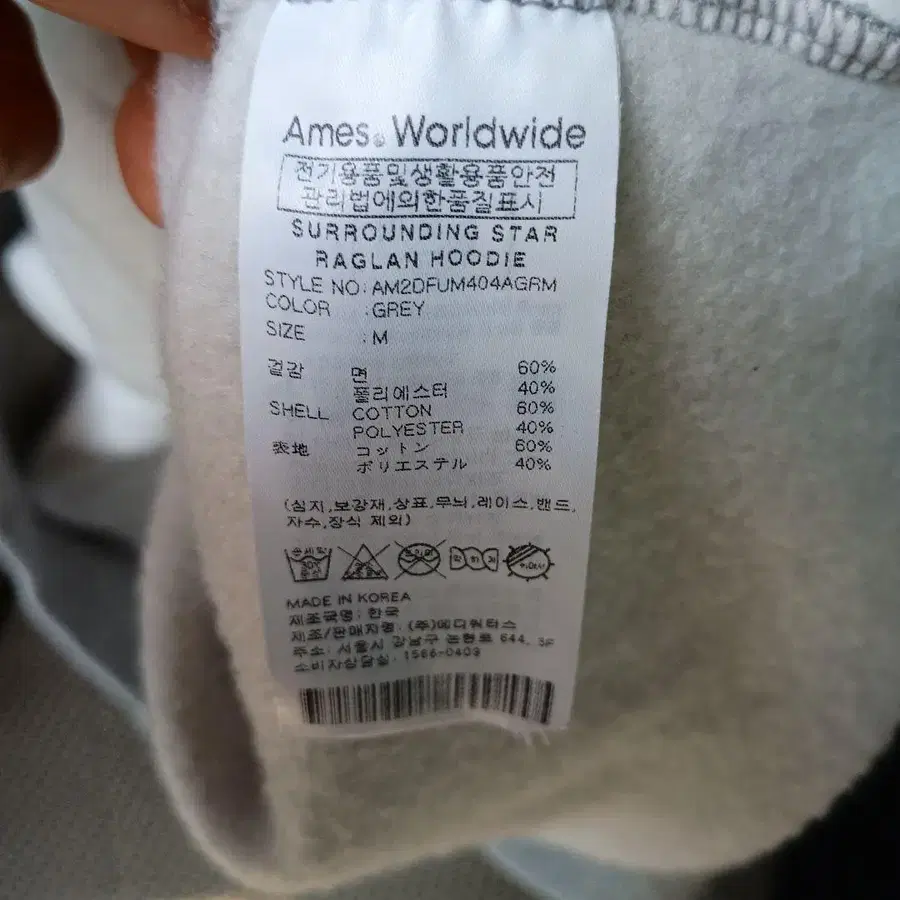 Ames. Worldwide
전기용품및생활용품안전
관리법에의한품질표시
SURROUNDING STAR
RAGLAN HOODIE
STYLE NO: AM2DFUM404AGRM
COLOR : GREY
SIZE : M
겉감 면 60%
폴리에스터 40%
SHELL COTTON 60%
POLYESTER 40%
表地 コットン 60%
ポリエステル 40%
(심지,보강재,상표,무늬,레이스,밴드,
자수,장식 제외)
MADE IN KOREA
제조국명: 한국
제조/판매자명: (주)메디쿼터스
주소: 서울시 강남구 논현로 644, 3F
소비자상담실: 1566-0409